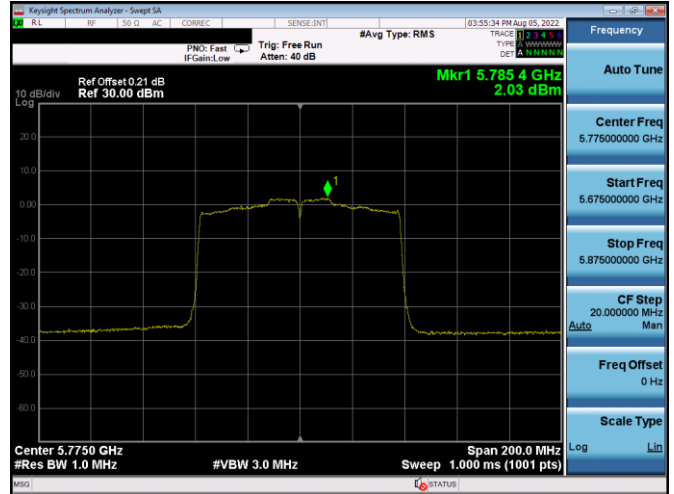 Keysight Spectrum Analyzer - Swept SA
LXI RL RF 50 Ω AC CORREC SENSE:INT 03:55:34 PM Aug 05, 2022
#Avg Type: RMS TRACE 1 2 3 4 5 6
PNO: Fast Trig: Free Run TYPE A WWWWW
IFGain:Low Atten: 40 dB DET A N N N N N
Frequency
Mkr1 5.785 4 GHz
2.03 dBm
Ref Offset 0.21 dB
10 dB/div Ref 30.00 dBm
Log
20.0
0.00
-10.0
-20.0
-30.0
-40.0
-60.0
1
Center 5.7750 GHz Span 200.0 MHz
#Res BW 1.0 MHz #VBW 3.0 MHz Sweep 1.000 ms (1001 pts)
MSG STATUS
Auto Tune
Center Freq
5.775000000 GHz
Start Freq
5.675000000 GHz
Stop Freq
5.875000000 GHz
CF Step
20.000000 MHz
Auto Man
Freq Offset
0 Hz
Scale Type
Log Lin